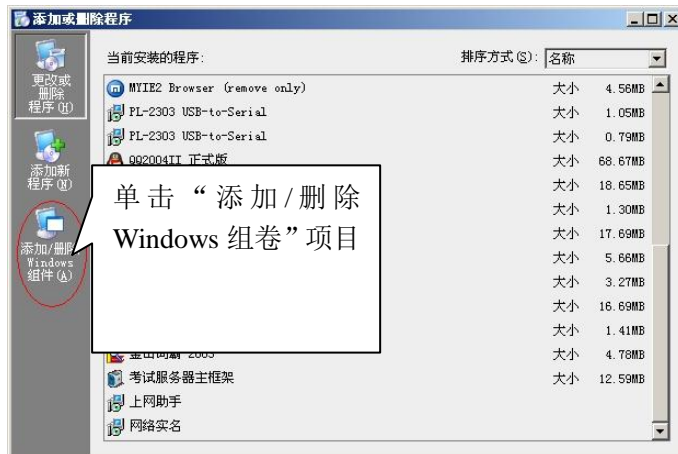 添加或删除程序
更改或
删除
程序(H)
添加新
程序(N)
添加/删除
Windows
组件(A)
当前安装的程序:
排序方式(S): 名称
MYIE2 Browser (remove only) 大小 4.56MB
PL-2303 USB-to-Serial 大小 1.05MB
PL-2303 USB-to-Serial 大小 0.79MB
QQ2004II 正式版 大小 68.67MB
大小 18.65MB
大小 1.30MB
大小 17.69MB
大小 5.66MB
大小 3.27MB
大小 16.69MB
大小 1.41MB
金山词霸 2003 大小 4.78MB
考试服务器主框架 大小 12.59MB
上网助手
网络实名
单击“添加/删除
Windows 组卷”项目